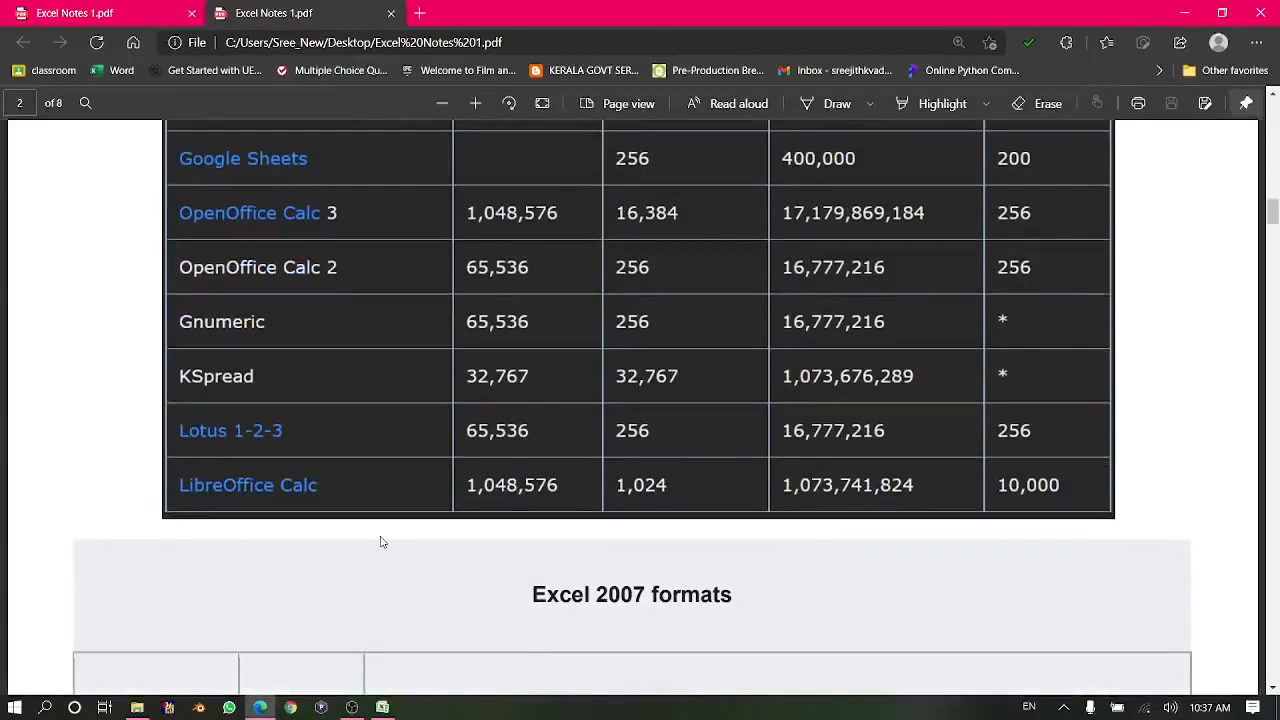 Excel Notes 1.pdf
Excel Notes 1.pdf
File C:/Users/Sree_New/Desktop/Excel%20Notes%201.pdf
classroom Word Get Started with UE... Multiple Choice Qu... Welcome to Film an... KERALA GOVT SER... Pre-Production Bre... Inbox - sreejithkvad... Online Python Com... Other favorites
2 of 8 Page view Read aloud Draw Highlight Erase
Google Sheets 256 400,000 200
OpenOffice Calc 3 1,048,576 16,384 17,179,869,184 256
OpenOffice Calc 2 65,536 256 16,777,216 256
Gnumeric 65,536 256 16,777,216 *
KSpread 32,767 32,767 1,073,676,289 *
Lotus 1-2-3 65,536 256 16,777,216 256
LibreOffice Calc 1,048,576 1,024 1,073,741,824 10,000
Excel 2007 formats
EN 10:37 AM